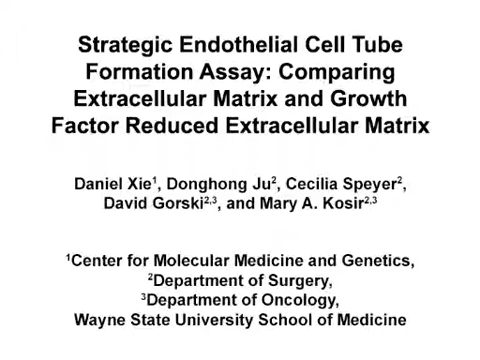 Strategic Endothelial Cell Tube
Formation Assay: Comparing
Extracellular Matrix and Growth
Factor Reduced Extracellular Matrix
Daniel Xie¹, Donghong Ju², Cecilia Speyer²,
David Gorski²,³, and Mary A. Kosir²,³
¹Center for Molecular Medicine and Genetics,
²Department of Surgery,
³Department of Oncology,
Wayne State University School of Medicine